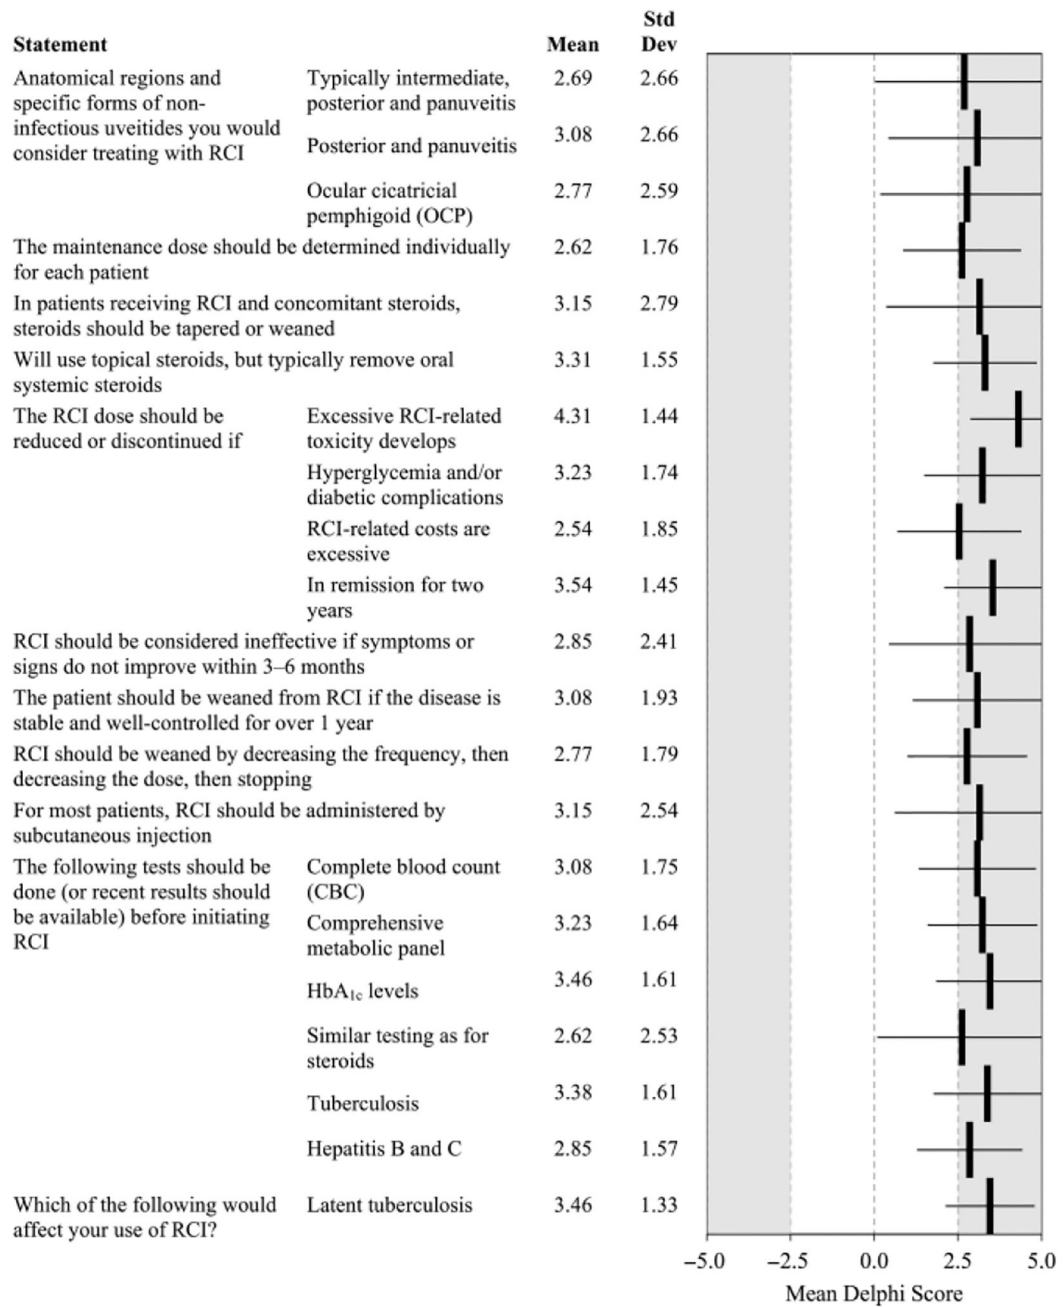 Statement Mean Std Dev
Anatomical regions and specific forms of non-infectious uveitides you would consider treating with RCI
Typically intermediate, posterior and panuveitis 2.69 2.66
Posterior and panuveitis 3.08 2.66
Ocular cicatricial pemphigoid (OCP) 2.77 2.59
The maintenance dose should be determined individually for each patient 2.62 1.76
In patients receiving RCI and concomitant steroids, steroids should be tapered or weaned 3.15 2.79
Will use topical steroids, but typically remove oral systemic steroids 3.31 1.55
The RCI dose should be reduced or discontinued if
Excessive RCI-related toxicity develops 4.31 1.44
Hyperglycemia and/or diabetic complications 3.23 1.74
RCI-related costs are excessive 2.54 1.85
In remission for two years 3.54 1.45
RCI should be considered ineffective if symptoms or signs do not improve within 3–6 months 2.85 2.41
The patient should be weaned from RCI if the disease is stable and well-controlled for over 1 year 3.08 1.93
RCI should be weaned by decreasing the frequency, then decreasing the dose, then stopping 2.77 1.79
For most patients, RCI should be administered by subcutaneous injection 3.15 2.54
The following tests should be done (or recent results should be available) before initiating RCI
Complete blood count (CBC) 3.08 1.75
Comprehensive metabolic panel 3.23 1.64
HbA1c levels 3.46 1.61
Similar testing as for steroids 2.62 2.53
Tuberculosis 3.38 1.61
Hepatitis B and C 2.85 1.57
Which of the following would affect your use of RCI?
Latent tuberculosis 3.46 1.33
−5.0 −2.5 0.0 2.5 5.0
Mean Delphi Score